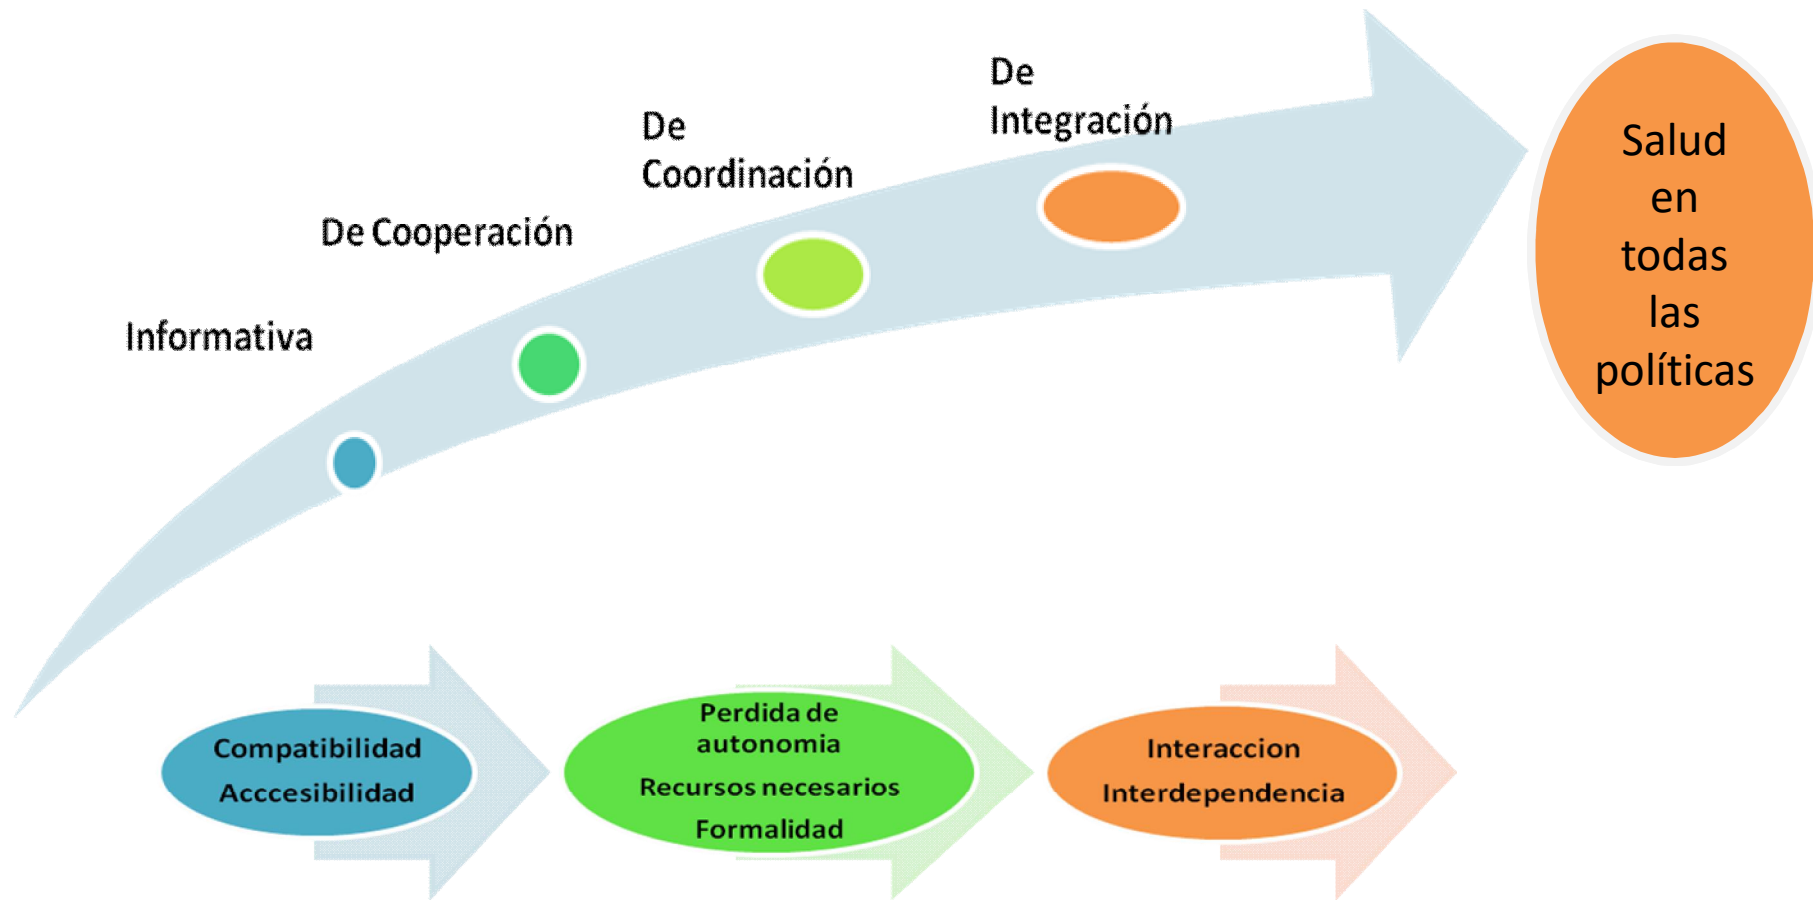 De
Integración
De
Coordinación
De Cooperación
Informativa
Salud
en
todas
las
políticas
Compatibilidad
Acccesibilidad
Perdida de
autonomia
Recursos necesarios
Formalidad
Interaccion
Interdependencia